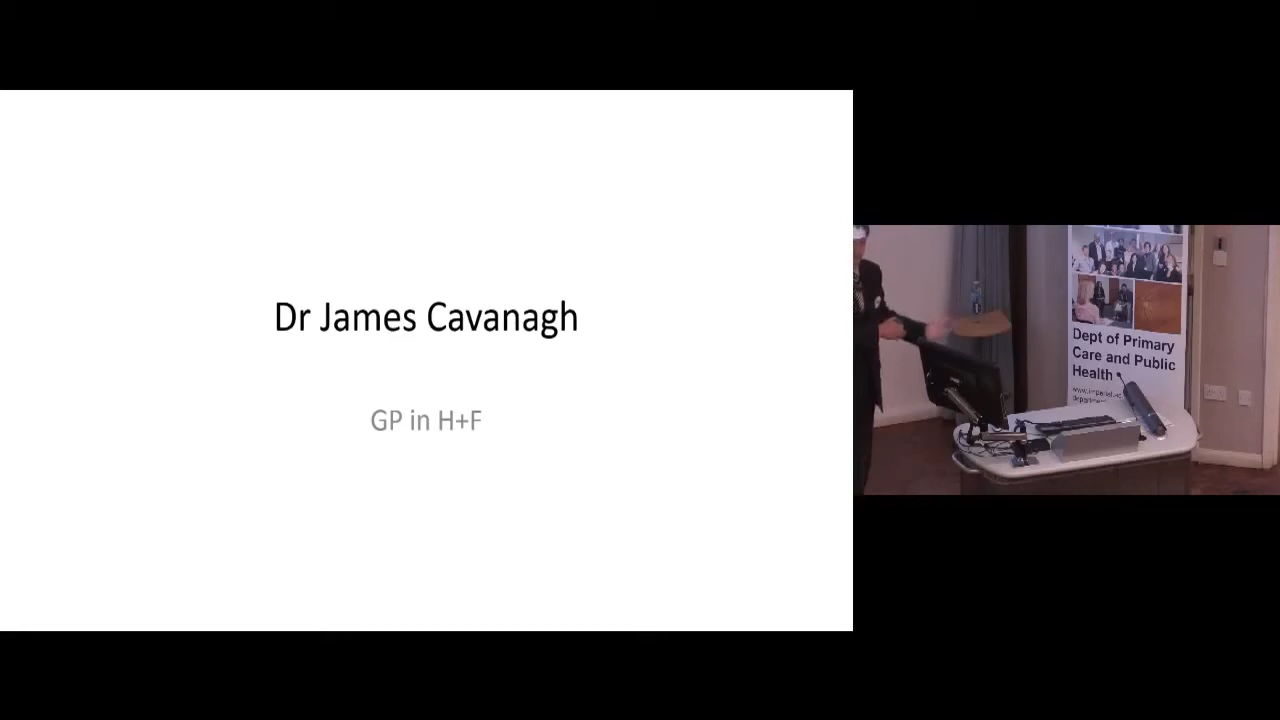 Dr James Cavanagh
GP in H+F
Dept of Primary
Care and Public
Health